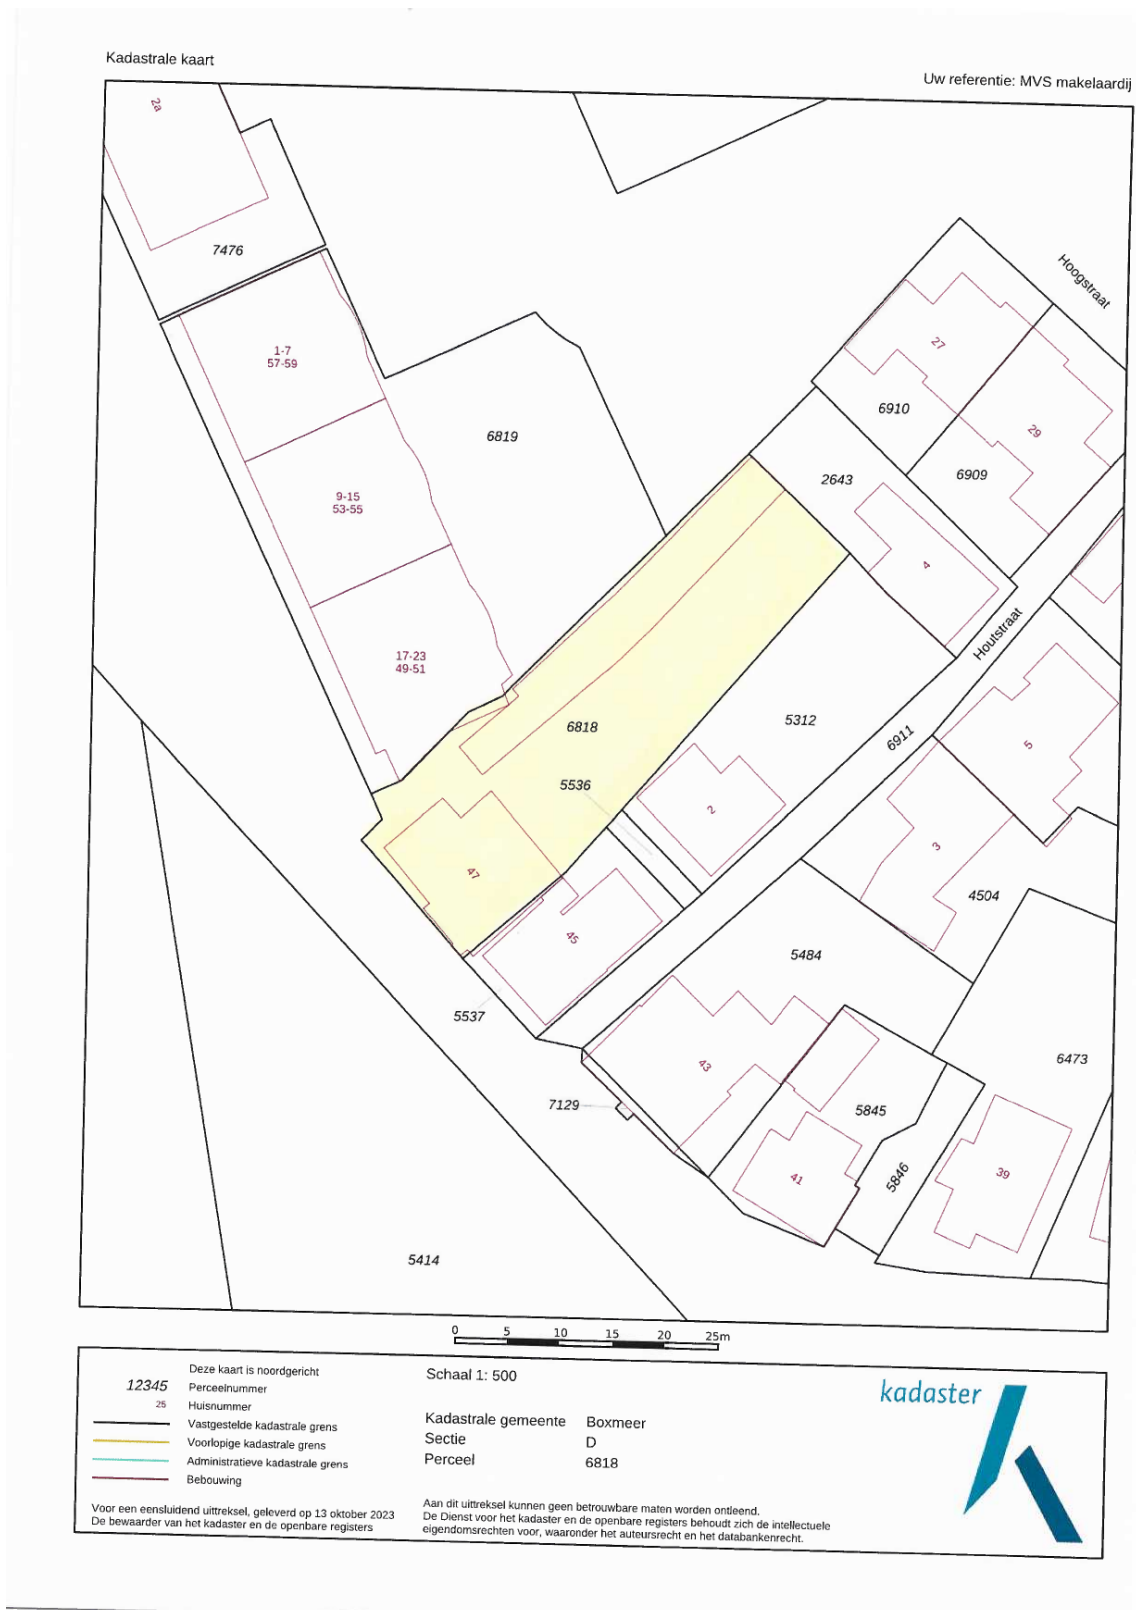 Kadastrale kaart
Uw referentie: MVS makelaardij
2a
7476
Hoogstraat
1-7
57-59
27
6819
6910
29
6909
2643
9-15
53-55
4
Houtstraat
17-23
49-51
6818
5312
6911
5
5536
2
3
47
4504
45
5484
5537
43
6473
7129
5845
41
5846
39
5414
0 5 10 15 20 25m
Deze kaart is noordgericht
12345 Perceelnummer
25 Huisnummer
Vastgestelde kadastrale grens
Voorlopige kadastrale grens
Administratieve kadastrale grens
Bebouwing
Voor een eensluidend uittreksel, geleverd op 13 oktober 2023
De bewaarder van het kadaster en de openbare registers
Schaal 1: 500
Kadastrale gemeente Boxmeer
Sectie D
Perceel 6818
Aan dit uittreksel kunnen geen betrouwbare maten worden ontleend.
De Dienst voor het kadaster en de openbare registers behoudt zich de intellectuele
eigendomsrechten voor, waaronder het auteursrecht en het databankenrecht.
kadaster